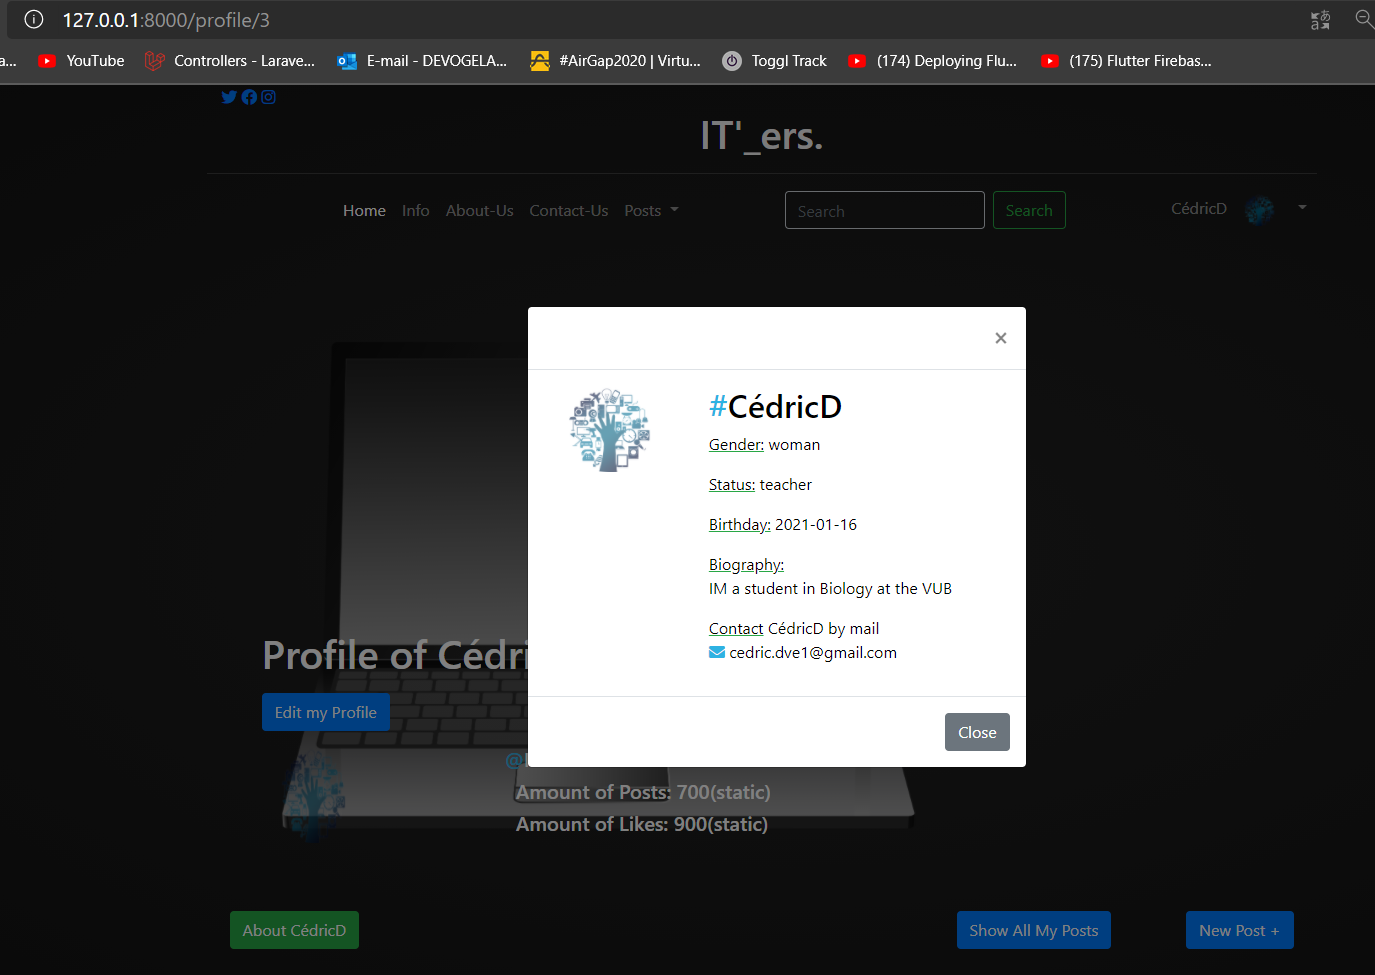 127.0.0.1:8000/profile/3
a... YouTube Controllers - Larave... E-mail - DEVOGELA... #AirGap2020 | Virtu... Toggl Track (174) Deploying Flu... (175) Flutter Firebas...
IT'_ers.
Home Info About-Us Contact-Us Posts Search Search CédricD
×
#CédricD
Gender: woman
Status: teacher
Birthday: 2021-01-16
Biography:
IM a student in Biology at the VUB
Contact CédricD by mail
cedric.dve1@gmail.com
Close
Profile of Cédri
Edit my Profile
@
Amount of Posts: 700(static)
Amount of Likes: 900(static)
About CédricD Show All My Posts New Post +